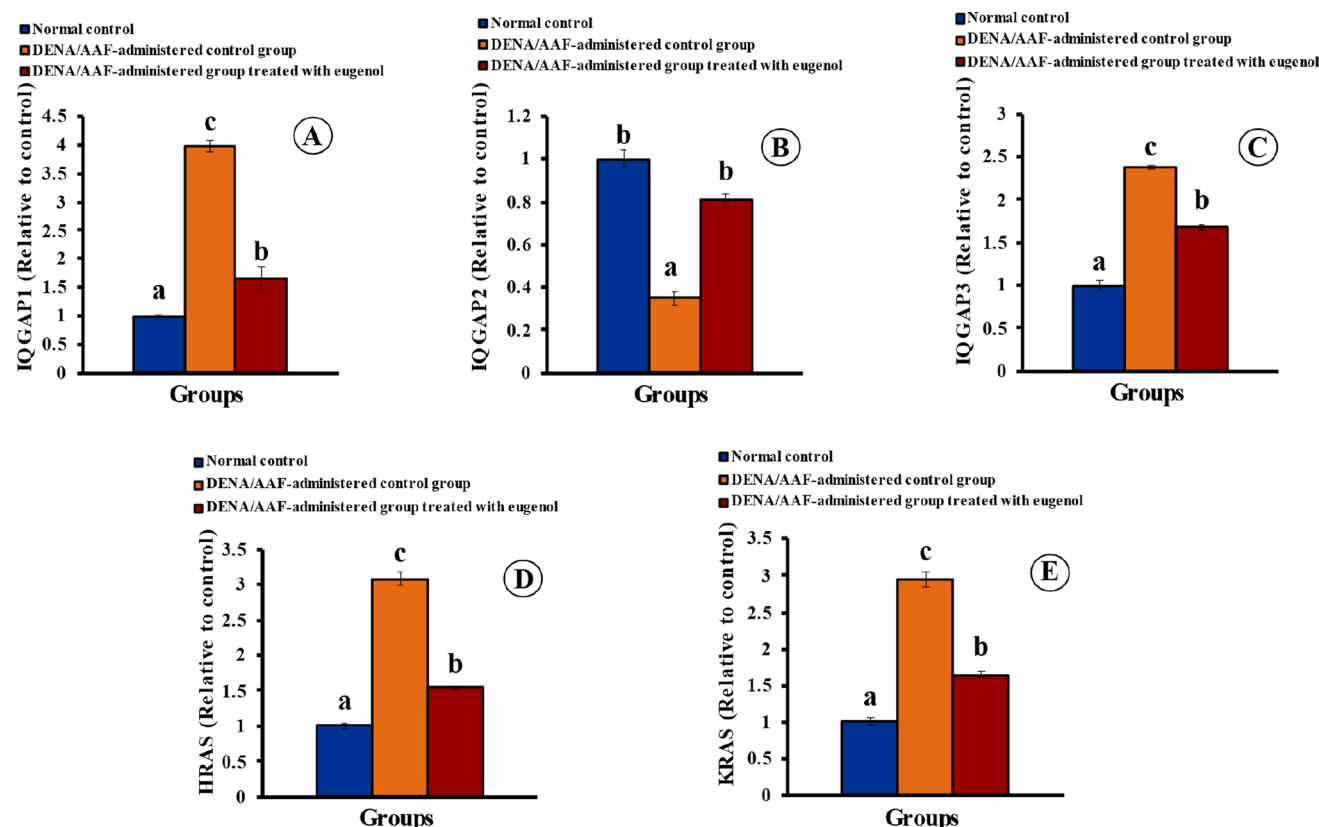 Normal control
DENA/AAF-administered control group
DENA/AAF-administered group treated with eugenol
IQGAP1 (Relative to control)
4.5
4
3.5
3
2.5
2
1.5
1
0.5
0
a
c
b
A
Groups
Normal control
DENA/AAF-administered control group
DENA/AAF-administered group treated with eugenol
IQGAP2 (Relative to control)
1.2
1
0.8
0.6
0.4
0.2
0
b
a
b
B
Groups
Normal control
DENA/AAF-administered control group
DENA/AAF-administered group treated with eugenol
IQGAP3 (Relative to control)
3
2.5
2
1.5
1
0.5
0
a
c
b
C
Groups
Normal control
DENA/AAF-administered control group
DENA/AAF-administered group treated with eugenol
HRAS (Relative to control)
3.5
3
2.5
2
1.5
1
0.5
0
a
c
b
D
Groups
Normal control
DENA/AAF-administered control group
DENA/AAF-administered group treated with eugenol
KRAS (Relative to control)
3.5
3
2.5
2
1.5
1
0.5
0
a
c
b
E
Groups